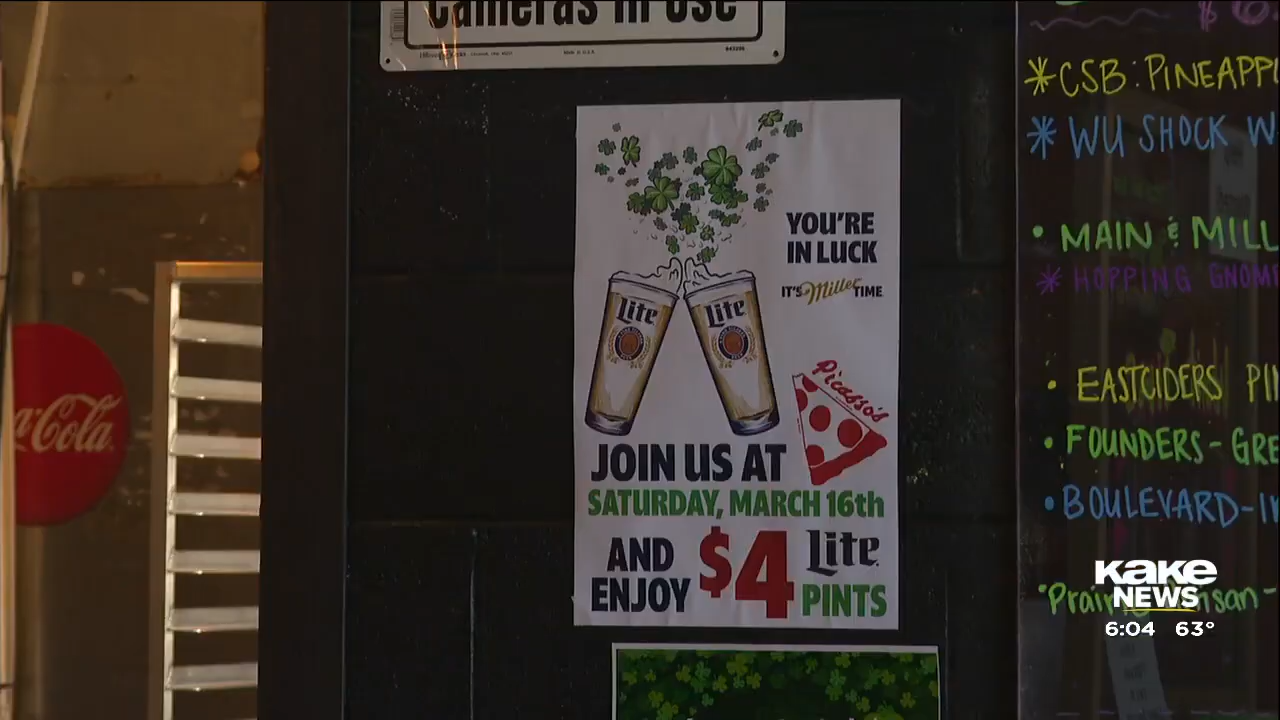 Cameras in Use
YOU'RE
IN LUCK
IT'S Miller TIME
Lite
Lite
Picasso's
JOIN US AT
SATURDAY, MARCH 16th
AND
ENJOY
$4
Lite
PINTS
a-Cola
*CSB: PINEAPPL
*WU SHOCK W
• MAIN & MILL
* HOPPING GNOM
• EASTCIDERS PI
• FOUNDERS - GRE
• BOULEVARD - I
KAKE
NEWS
6:04 63°